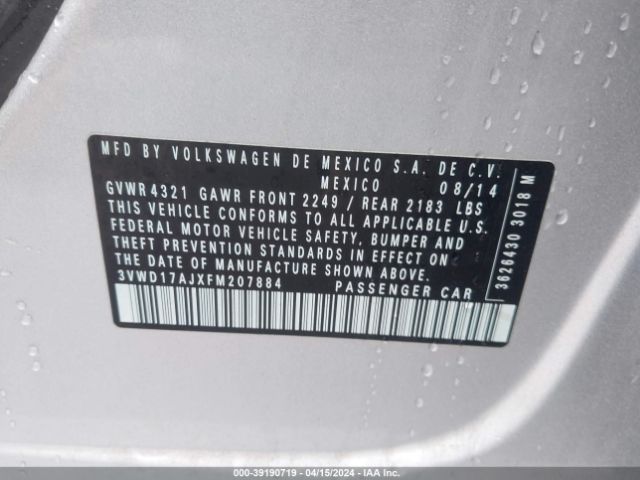 MFD BY VOLKSWAGEN DE MEXICO S.A. DE C.V.
MEXICO 08/14
GVWR 4321 GAWR FRONT 2249 / REAR 2183 LBS
THIS VEHICLE CONFORMS TO ALL APPLICABLE U.S.
FEDERAL MOTOR VEHICLE SAFETY, BUMPER AND
THEFT PREVENTION STANDARDS IN EFFECT ON
THE DATE OF MANUFACTURE SHOWN ABOVE.
3VWD17AJXFM207884 PASSENGER CAR
3626430 3018 M
000-39190719 - 04/15/2024 - IAA Inc.